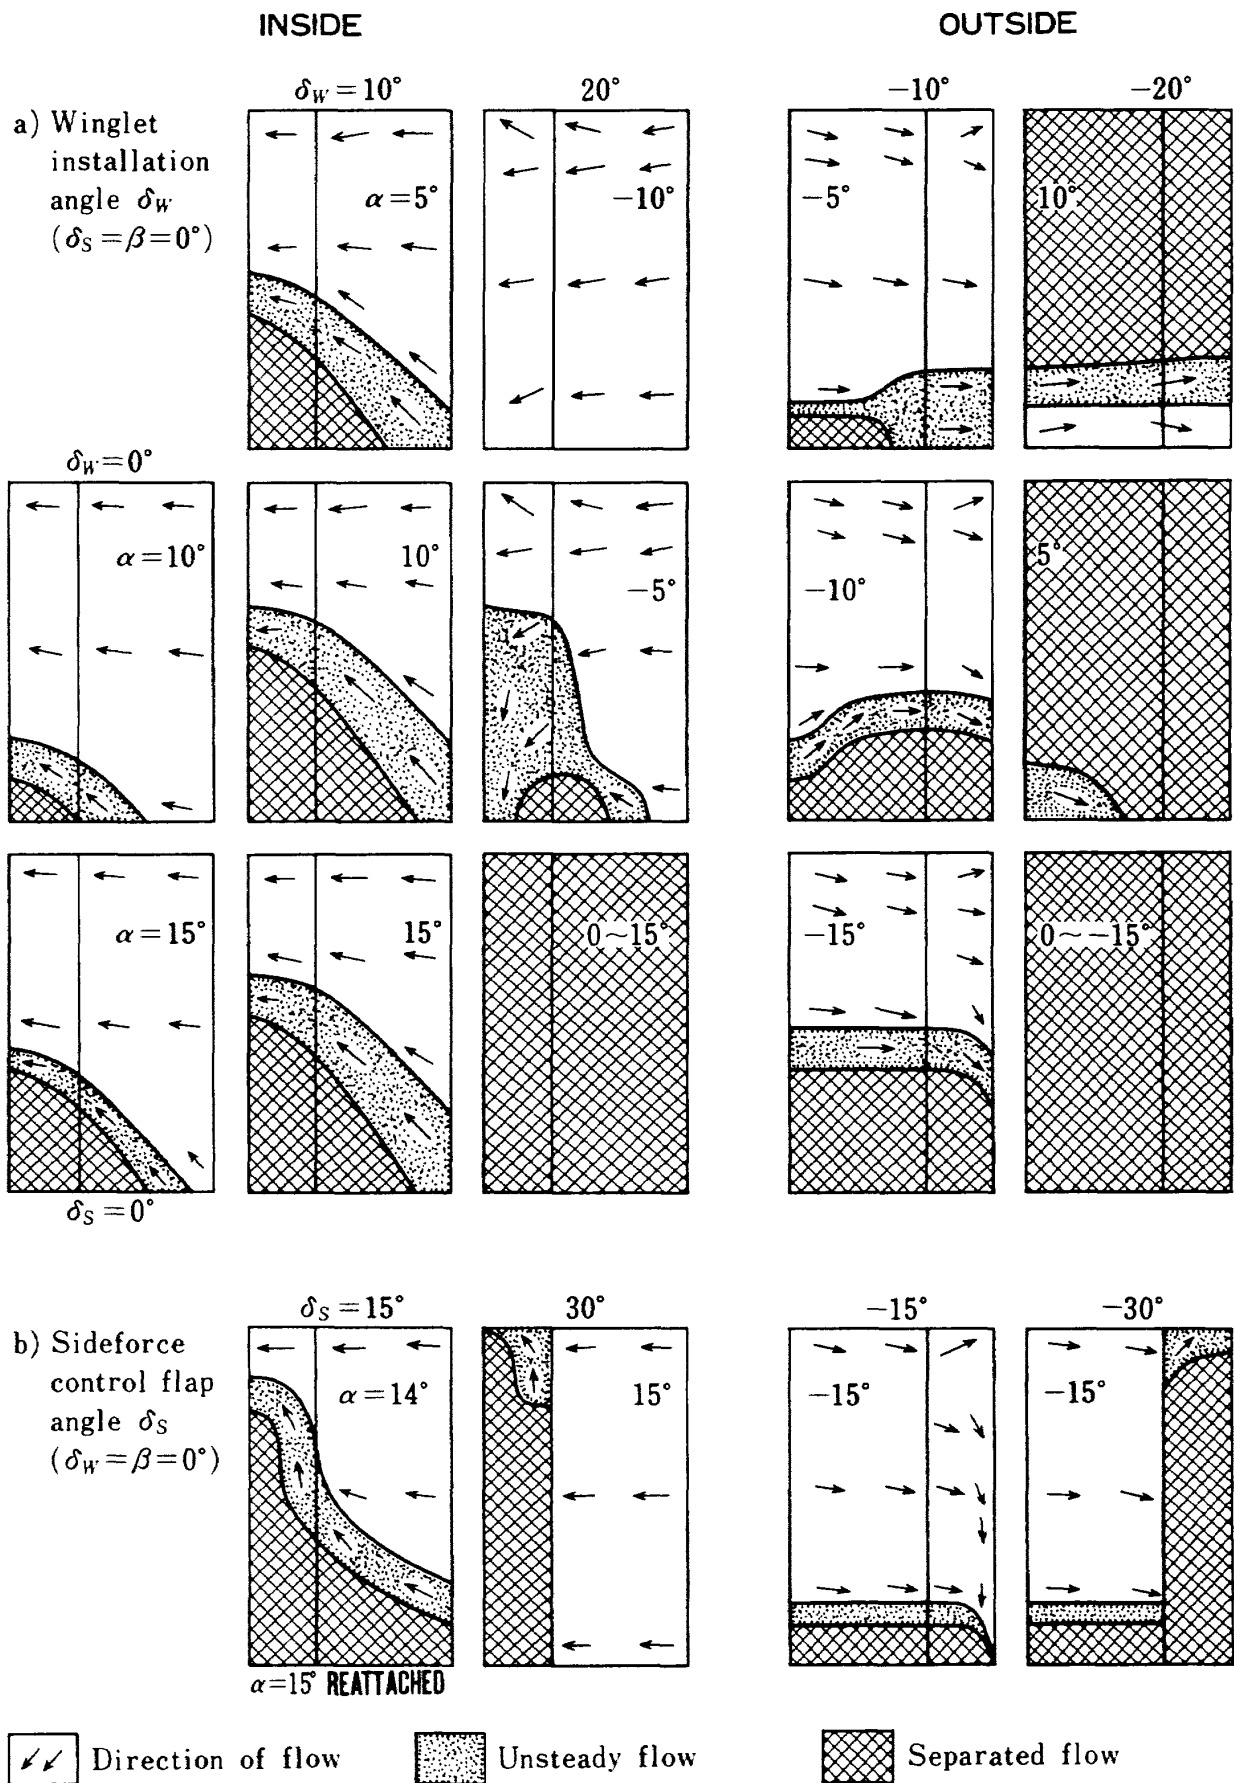 INSIDE OUTSIDE
δW=10° 20° −10° −20°
a) Winglet
installation
angle δW
(δS=β=0°)
α=5° −10° −5° 10°
δW=0°
α=10° 10° −5° −10° 5°
α=15° 15° 0~15° −15° 0~−15°
δS=0°
δS=15° 30° −15° −30°
b) Sideforce
control flap
angle δS
(δW=β=0°)
α=14° 15° −15° −15°
α=15° REATTACHED
Direction of flow Unsteady flow Separated flow